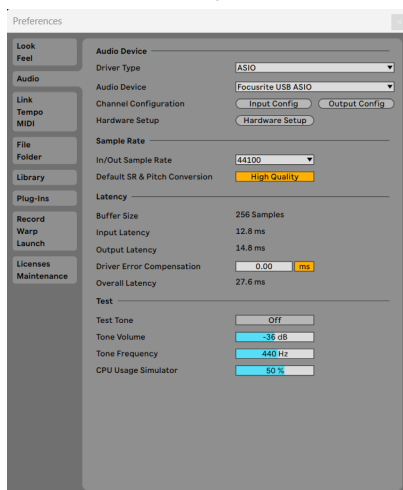 Preferences
Look
Feel
Audio
Link
Tempo
MIDI
File
Folder
Library
Plug-Ins
Record
Warp
Launch
Licenses
Maintenance
Audio Device
Driver Type ASIO
Audio Device Focusrite USB ASIO
Channel Configuration Input Config Output Config
Hardware Setup Hardware Setup
Sample Rate
In/Out Sample Rate 44100
Default SR & Pitch Conversion High Quality
Latency
Buffer Size 256 Samples
Input Latency 12.8 ms
Output Latency 14.8 ms
Driver Error Compensation 0.00 ms
Overall Latency 27.6 ms
Test
Test Tone Off
Tone Volume -36 dB
Tone Frequency 440 Hz
CPU Usage Simulator 50 %